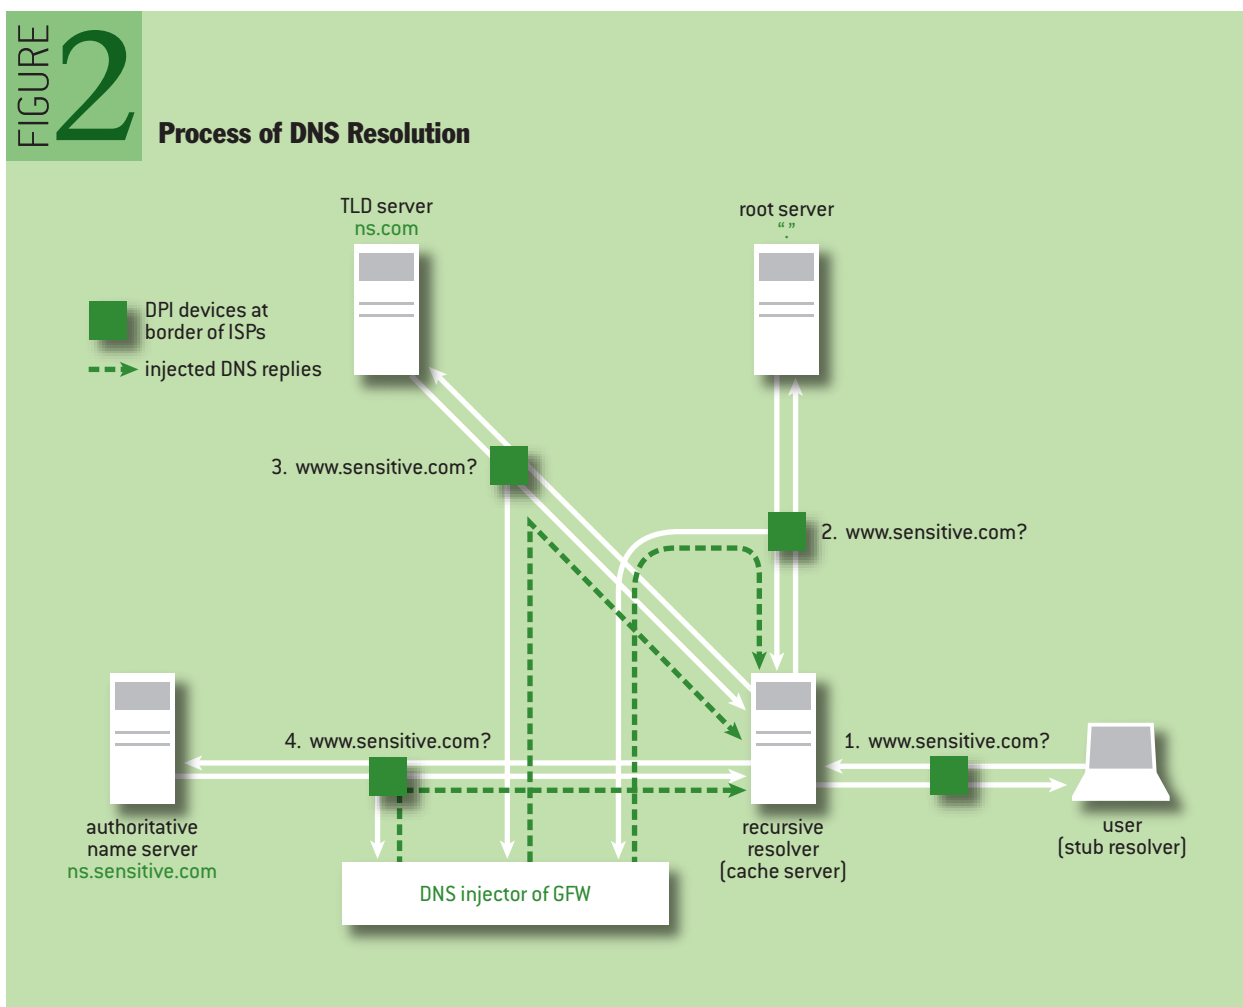 FIGURE
2
Process of DNS Resolution
TLD server
ns.com
root server
“.”
DPI devices at
border of ISPs
injected DNS replies
3. www.sensitive.com?
2. www.sensitive.com?
4. www.sensitive.com?
1. www.sensitive.com?
authoritative
name server
ns.sensitive.com
recursive
resolver
(cache server)
user
(stub resolver)
DNS injector of GFW